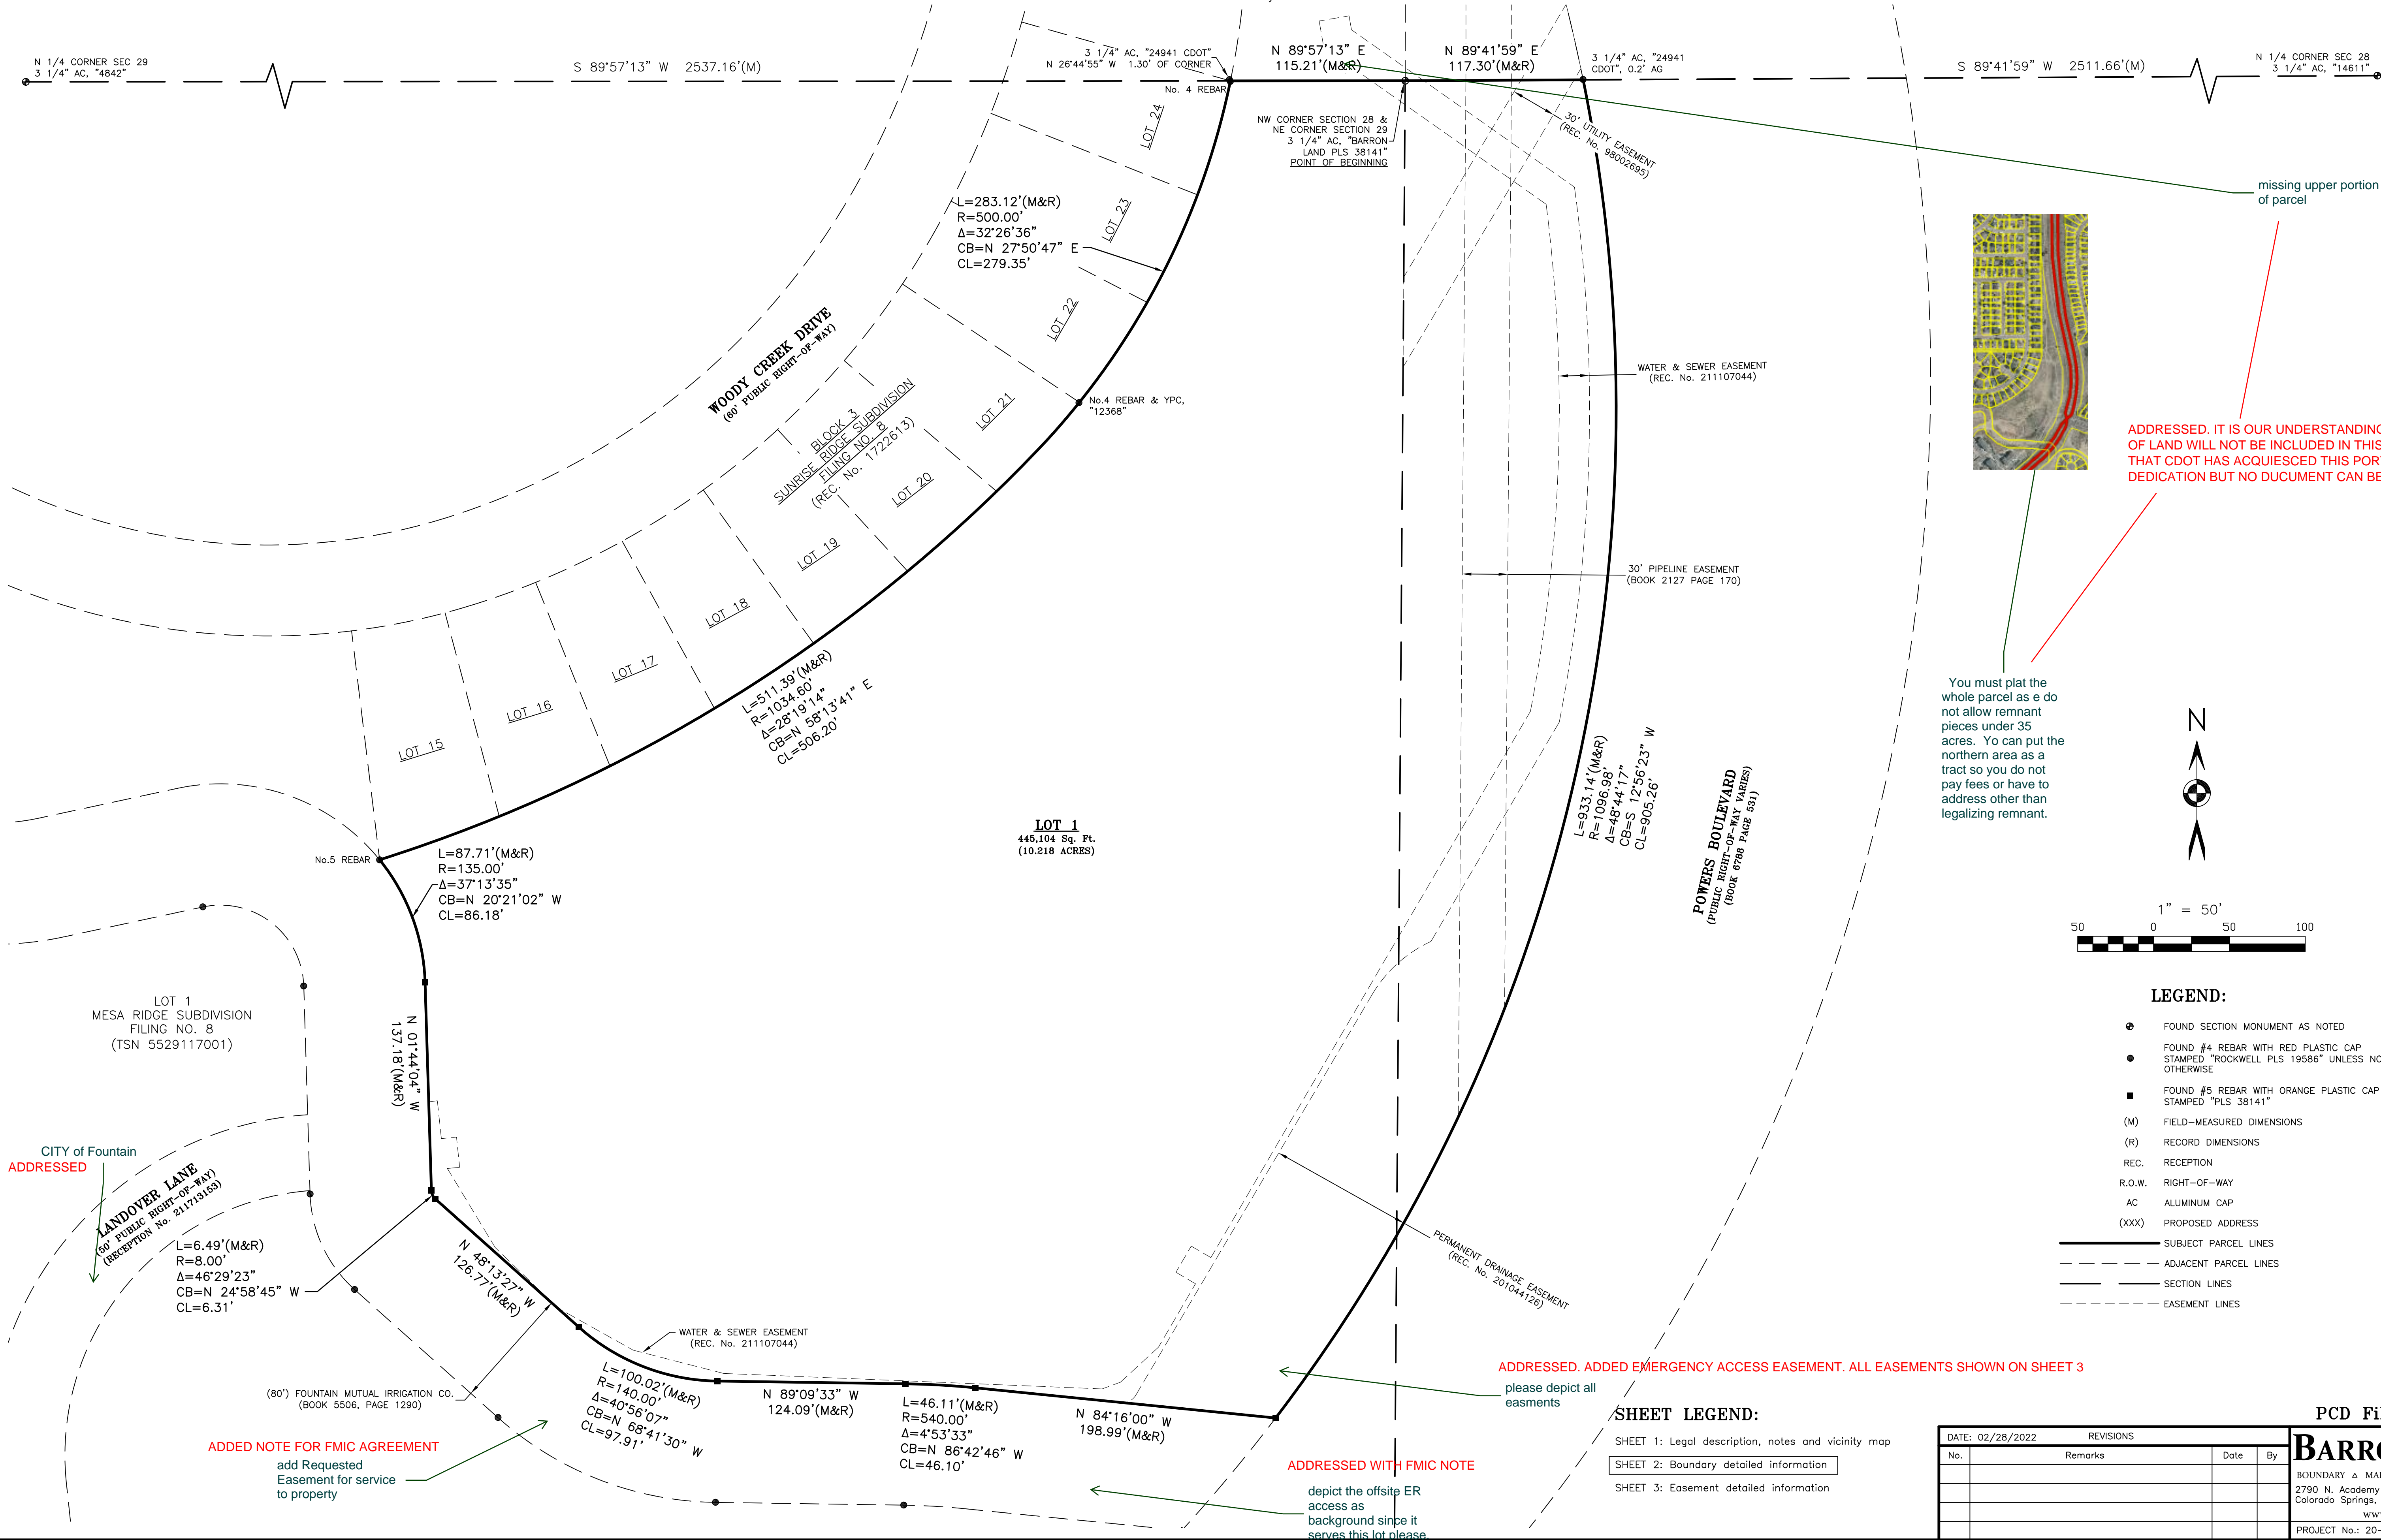 N 1/4 CORNER SEC 29
3 1/4" AC, "4842"
S 89°57'13" W 2537.16'(M)
3 1/4" AC, "24941 CDOT",
N 26°44'55" W 1.30' OF CORNER
No. 4 REBAR
N 89°57'13" E
115.21'(M&R)
N 89°41'59" E
117.30'(M&R)
3 1/4" AC, "24941
CDOT", 0.2' AG
S 89°41'59" W 2511.66'(M)
N 1/4 CORNER SEC 28
3 1/4" AC, "14611"
NW CORNER SECTION 28 &
NE CORNER SECTION 29
3 1/4" AC, "BARRON
LAND PLS 38141"
POINT OF BEGINNING
30' UTILITY EASEMENT
(REC. No. 98002695)
missing upper portion
of parcel
LOT 24
LOT 23
LOT 22
LOT 21
LOT 20
LOT 19
LOT 18
LOT 17
LOT 16
LOT 15
L=283.12'(M&R)
R=500.00'
Δ=32°26'36"
CB=N 27°50'47" E
CL=279.35'
WOODY CREEK DRIVE
(60' PUBLIC RIGHT-OF-WAY)
BLOCK 3
SUNRISE RIDGE SUBDIVISION
FILING NO. 8
(REC. No. 1722613)
No.4 REBAR & YPC,
"12368"
WATER & SEWER EASEMENT
(REC. No. 211107044)
30' PIPELINE EASEMENT
(BOOK 2127 PAGE 170)
ADDRESSED. IT IS OUR UNDERSTANDING
OF LAND WILL NOT BE INCLUDED IN THIS
THAT CDOT HAS ACQUIESCED THIS
DEDICATION BUT NO DUCUMENT CAN BE
You must plat the
whole parcel as e do
not allow remnant
pieces under 35
acres. Yo can put the
northern area as a
tract so you do not
pay fees or have to
address other than
legalizing remnant.
L=511.39'(M&R)
R=1034.60'
Δ=28°19'14"
CB=N 58°13'41" E
CL=506.20'
L=933.14'(M&R)
R=1096.98'
Δ=48°44'17"
CB=S 12°56'23" W
CL=905.26'
POWERS BOULEVARD
(PUBLIC RIGHT-OF-WAY VARIES)
(BOOK 6788 PAGE 531)
LOT 1
445,104 Sq. Ft.
(10.218 ACRES)
No.5 REBAR
L=87.71'(M&R)
R=135.00'
Δ=37°13'35"
CB=N 20°21'02" W
CL=86.18'
N
1" = 50'
50 0 50 100
LOT 1
MESA RIDGE SUBDIVISION
FILING NO. 8
(TSN 5529117001)
N 01°44'04" W
137.18'(M&R)
LEGEND:
FOUND SECTION MONUMENT AS NOTED
FOUND #4 REBAR WITH RED PLASTIC CAP
STAMPED "ROCKWELL PLS 19586" UNLESS
OTHERWISE
FOUND #5 REBAR WITH ORANGE PLASTIC CAP
STAMPED "PLS 38141"
(M) FIELD-MEASURED DIMENSIONS
(R) RECORD DIMENSIONS
REC. RECEPTION
R.O.W. RIGHT-OF-WAY
AC ALUMINUM CAP
(XXX) PROPOSED ADDRESS
SUBJECT PARCEL LINES
ADJACENT PARCEL LINES
SECTION LINES
EASEMENT LINES
CITY of Fountain
ADDRESSED
LANDOVER LANE
(50' PUBLIC RIGHT-OF-WAY)
(RECEPTION No. 211713153)
L=6.49'(M&R)
R=8.00'
Δ=46°29'23"
CB=N 24°58'45" W
CL=6.31'
N 48°13'27" W
126.77'(M&R)
PERMANENT DRAINAGE EASEMENT
(REC. No. 201044126)
WATER & SEWER EASEMENT
(REC. No. 211107044)
(80') FOUNTAIN MUTUAL IRRIGATION CO.
(BOOK 5506, PAGE 1290)
L=100.02'(M&R)
R=140.00'
Δ=40°56'07"
CB=N 68°41'30" W
CL=97.91'
N 89°09'33" W
124.09'(M&R)
L=46.11'(M&R)
R=540.00'
Δ=4°53'33"
CB=N 86°42'46" W
CL=46.10'
N 84°16'00" W
198.99'(M&R)
ADDRESSED. ADDED EMERGENCY ACCESS EASEMENT. ALL EASEMENTS SHOWN ON SHEET 3
please depict all
easments
ADDED NOTE FOR FMIC AGREEMENT
add Requested
Easement for service
to property
ADDRESSED WITH FMIC NOTE
depict the offsite ER
access as
background since it
serves this lot please.
SHEET LEGEND:
SHEET 1: Legal description, notes and vicinity map
SHEET 2: Boundary detailed information
SHEET 3: Easement detailed information
PCD
DATE: 02/28/2022 REVISIONS
No. Remarks Date By
BOUNDARY Δ
2790 N. Academy
Colorado Springs,
PROJECT No.: 20-